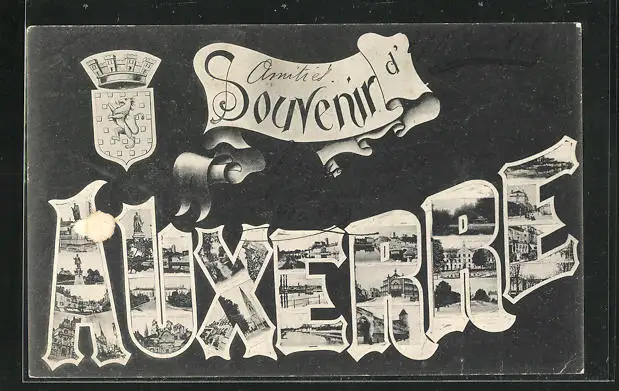 Amitiés
Souvenir d'
AUXERRE